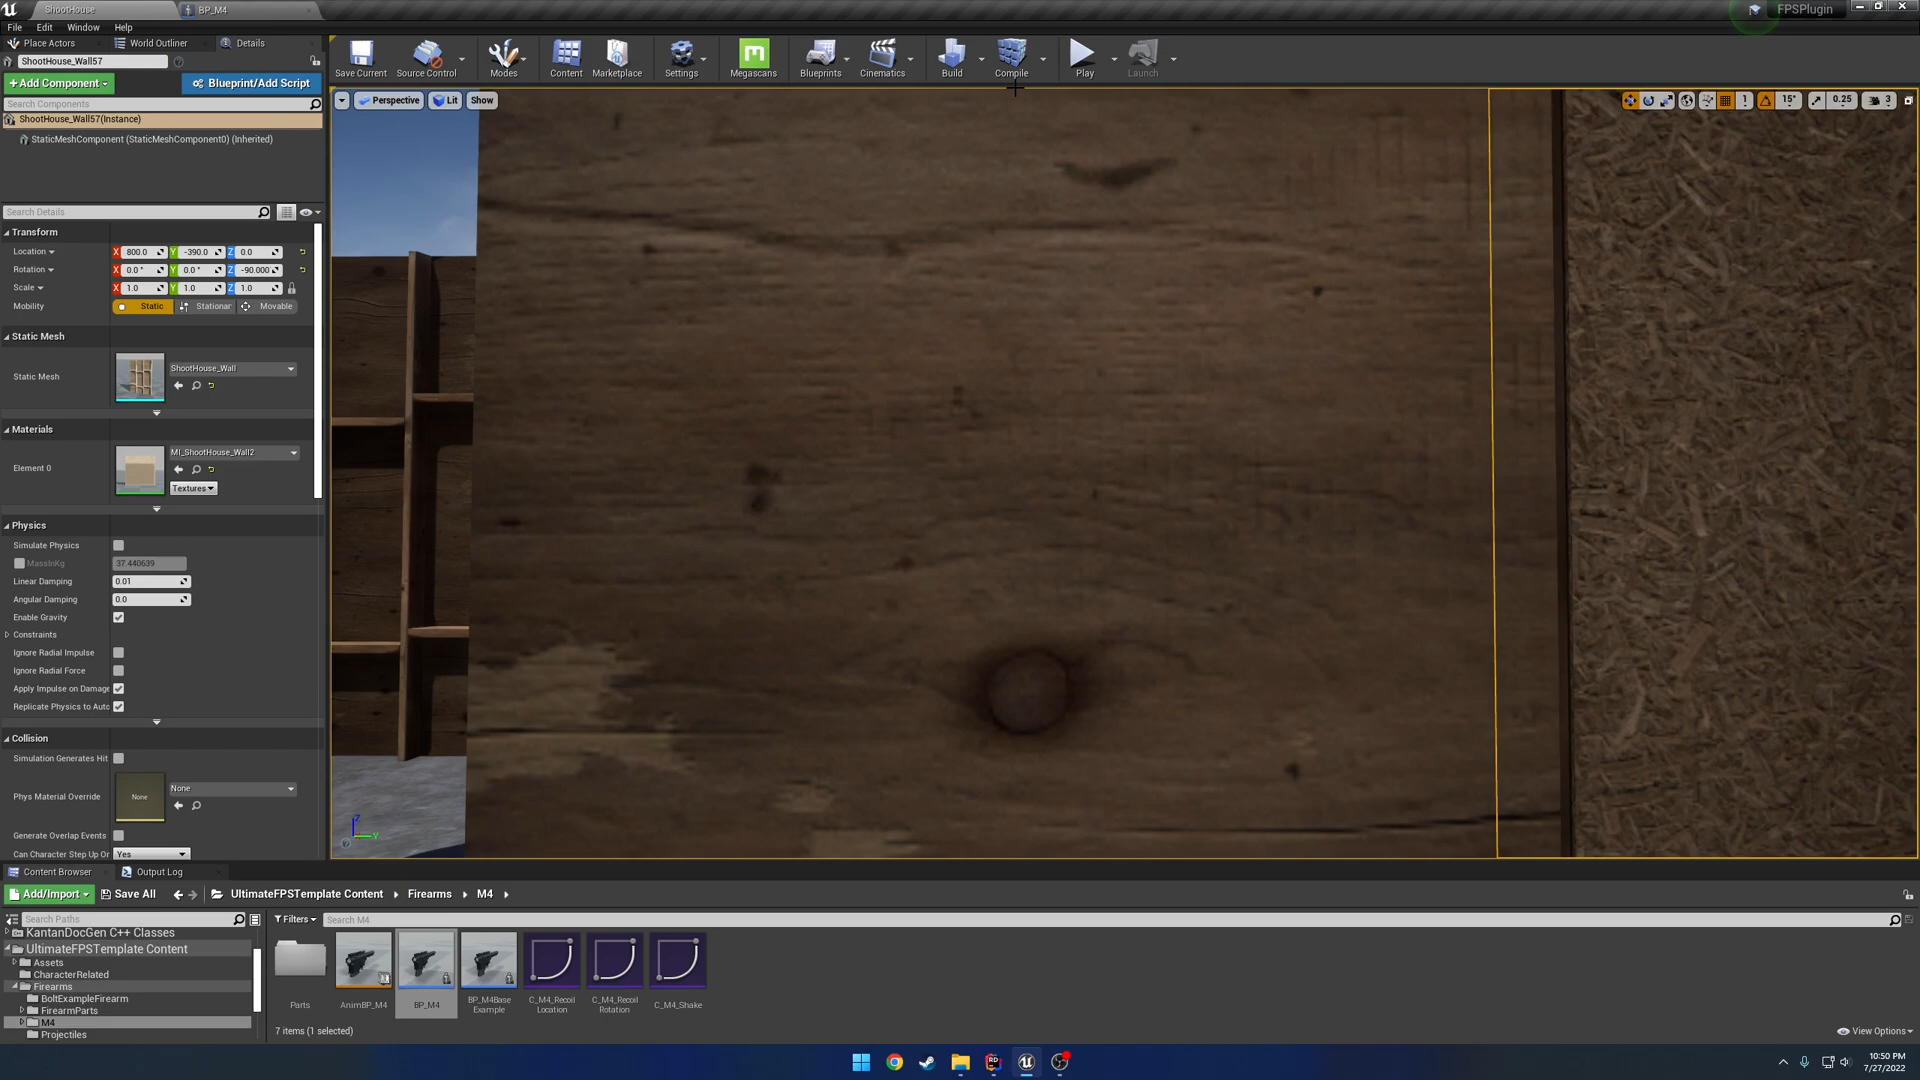 ShootHouse
BP_M4
FPSPlugin
File Edit Window Help
Place Actors World Outliner Details
ShootHouse_Wall57
+Add Component Blueprint/Add Script
Search Components
ShootHouse_Wall57(Instance)
StaticMeshComponent (StaticMeshComponent0) (Inherited)
Save Current Source Control Modes Content Marketplace Settings Megascans Blueprints Cinematics Build Compile Play Launch
Perspective Lit Show
15° 0.25 3
Search Details
Transform
Location X 800.0 Y -390.0 Z 0.0
Rotation X 0.0° Y 0.0° Z -90.000
Scale X 1.0 Y 1.0 Z 1.0
Mobility Static Stationar Movable
Static Mesh
Static Mesh ShootHouse_Wall
Materials
Element 0 MI_ShootHouse_Wall2
Textures
Physics
Simulate Physics
MassInKg 37.440639
Linear Damping 0.01
Angular Damping 0.0
Enable Gravity
Constraints
Ignore Radial Impulse
Ignore Radial Force
Apply Impulse on Damage
Replicate Physics to Auto
Collision
Simulation Generates Hit
Phys Material Override None None
Generate Overlap Events
Can Character Step Up Or Yes
Z Y
Content Browser Output Log
Add/Import Save All UltimateFPSTemplate Content Firearms M4
Search Paths
Filters Search M4
KantanDocGen C++ Classes
UltimateFPSTemplate Content
Assets
CharacterRelated
Firearms
BoltExampleFirearm
FirearmParts
M4
Projectiles
Parts
AnimBP_M4
BP_M4
BP_M4Base Example
C_M4_Recoil Location
C_M4_Recoil Rotation
C_M4_Shake
7 items (1 selected)
View Options
10:50 PM
7/27/2022